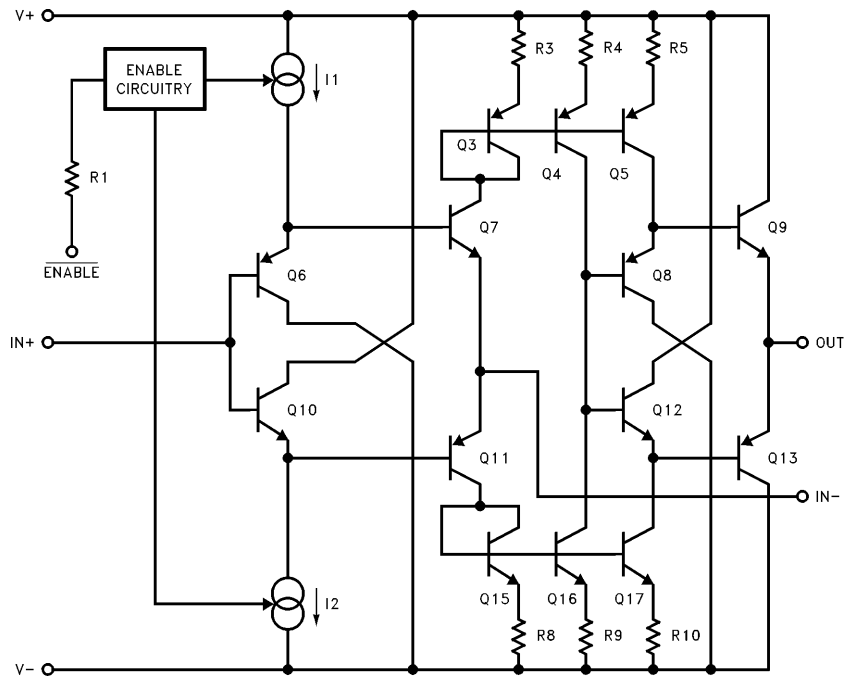 V+
ENABLE
CIRCUITRY
I1
R3
R4
R5
R1
Q3
Q4
Q5
Q7
Q9
ENABLE
Q6
Q8
IN+
OUT
Q10
Q12
Q11
Q13
IN-
I2
Q15
Q16
Q17
R8
R9
R10
V-